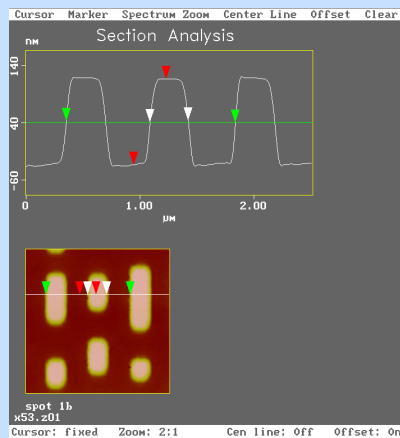 Cursor Marker Spectrum Zoom Center Line Offset Clear
Section Analysis
nM
140
40
-60
0 1.00 2.00
µM
spot 1b
x53.z01
Cursor: fixed Zoom: 2:1 Cen line: Off Offset: On